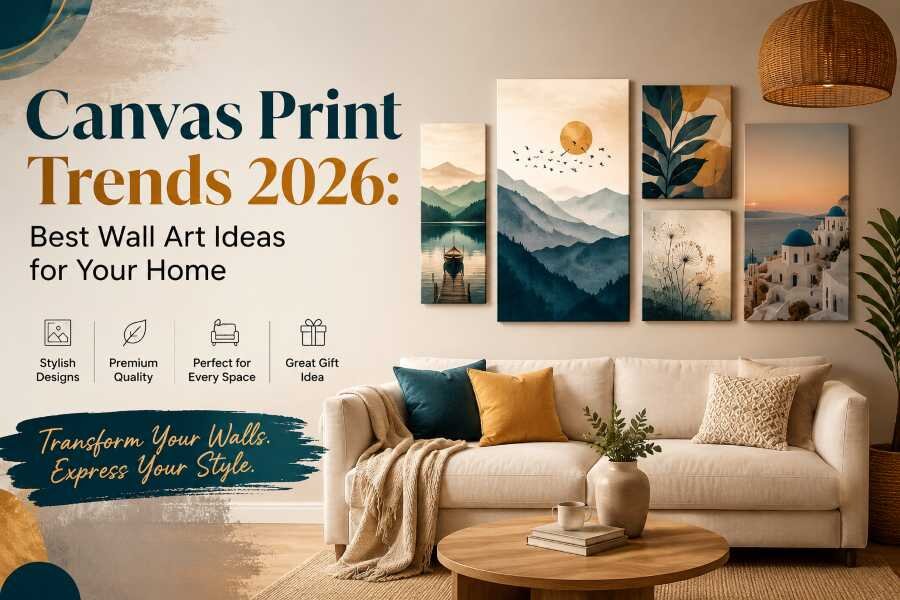 Canvas Print
Trends 2026:
Best Wall Art Ideas
for Your Home
Stylish
Designs
Premium
Quality
Perfect for
Every Space
Great Gift
Idea
Transform Your Walls.
Express Your Style.